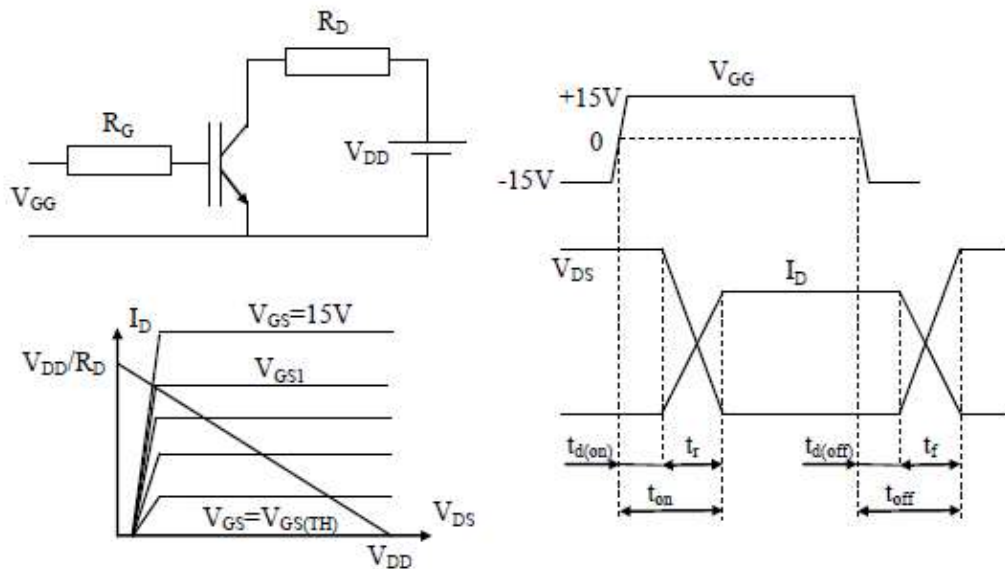 R_D
R_G
V_DD
V_GG
V_GG
+15V
0
-15V
V_DS
I_D
t_d(on)
t_r
t_d(off)
t_f
t_on
t_off
I_D
V_GS=15V
V_DD/R_D
V_GS1
V_GS=V_GS(TH)
V_DS
V_DD